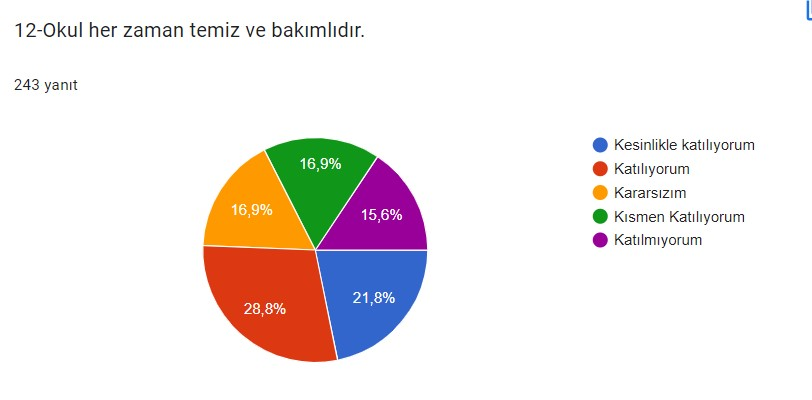 12-Okul her zaman temiz ve bakımlıdır.
243 yanıt
16,9%
16,9%
15,6%
28,8%
21,8%
Kesinlikle katılıyorum
Katılıyorum
Kararsızım
Kısmen Katılıyorum
Katılmıyorum